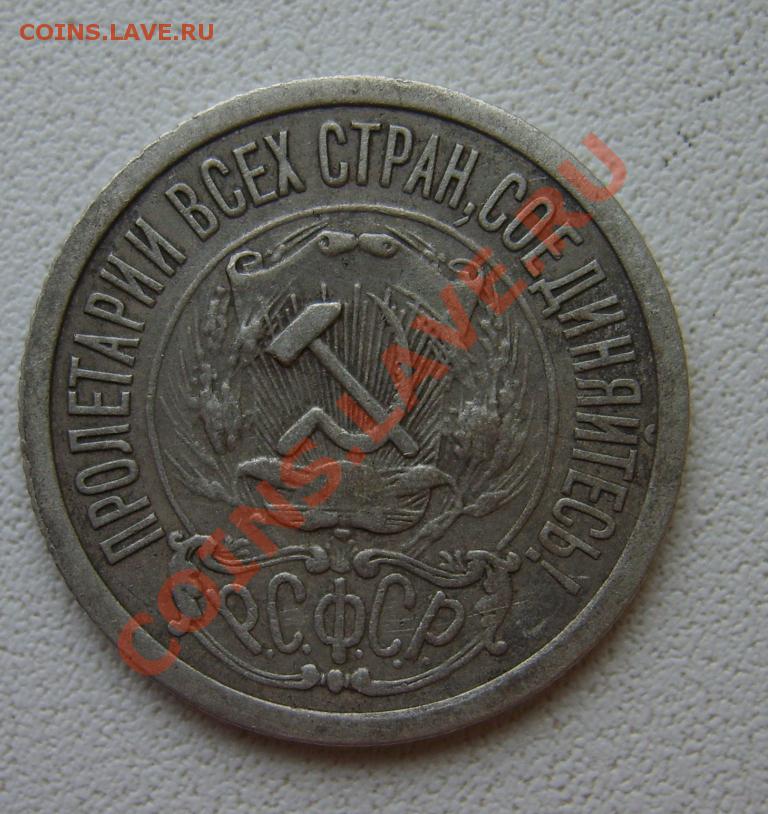 COINS.LAVE.RU
ПРОЛЕТАРИИ ВСЕХ СТРАН, СОЕДИНЯЙТЕСЬ!
Р.С.Ф.С.Р.
COINS.LAVE.RU